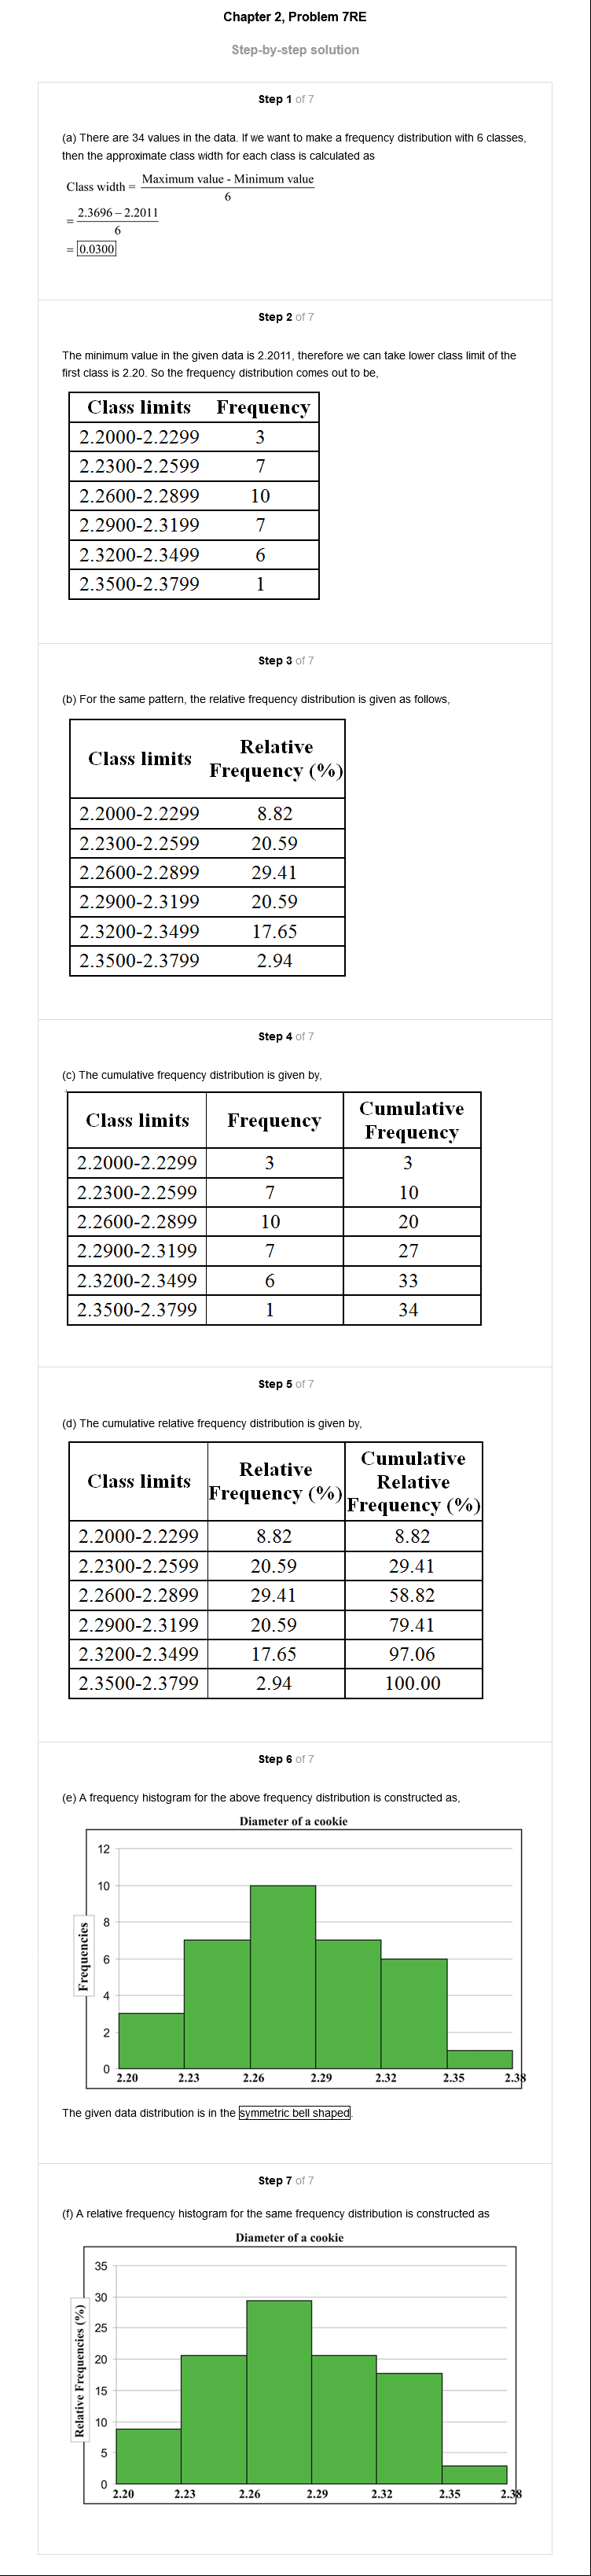 Chapter 2, Problem 7RE
Step-by-step solution
Step 1 of 7
(a) There are 34 values in the data. If we want to make a frequency distribution with 6 classes,
then the approximate class width for each class is calculated as
Class width = Maximum value - Minimum value
6
= 2.3696 – 2.2011
6
= 0.0300
Step 2 of 7
The minimum value in the given data is 2.2011, therefore we can take lower class limit of the
first class is 2.20. So the frequency distribution comes out to be,
Class limits Frequency
2.2000-2.2299 3
2.2300-2.2599 7
2.2600-2.2899 10
2.2900-2.3199 7
2.3200-2.3499 6
2.3500-2.3799 1
Step 3 of 7
(b) For the same pattern, the relative frequency distribution is given as follows,
Class limits Relative
Frequency (%)
2.2000-2.2299 8.82
2.2300-2.2599 20.59
2.2600-2.2899 29.41
2.2900-2.3199 20.59
2.3200-2.3499 17.65
2.3500-2.3799 2.94
Step 4 of 7
(c) The cumulative frequency distribution is given by,
Class limits Frequency Cumulative
Frequency
2.2000-2.2299 3 3
2.2300-2.2599 7 10
2.2600-2.2899 10 20
2.2900-2.3199 7 27
2.3200-2.3499 6 33
2.3500-2.3799 1 34
Step 5 of 7
(d) The cumulative relative frequency distribution is given by,
Class limits Relative
Frequency (%) Cumulative
Relative
Frequency (%)
2.2000-2.2299 8.82 8.82
2.2300-2.2599 20.59 29.41
2.2600-2.2899 29.41 58.82
2.2900-2.3199 20.59 79.41
2.3200-2.3499 17.65 97.06
2.3500-2.3799 2.94 100.00
Step 6 of 7
(e) A frequency histogram for the above frequency distribution is constructed as,
Diameter of a cookie
Frequencies
12
10
8
6
4
2
0
2.20 2.23 2.26 2.29 2.32 2.35 2.38
The given data distribution is in the symmetric bell shaped.
Step 7 of 7
(f) A relative frequency histogram for the same frequency distribution is constructed as
Diameter of a cookie
Relative Frequencies (%)
35
30
25
20
15
10
5
0
2.20 2.23 2.26 2.29 2.32 2.35 2.38